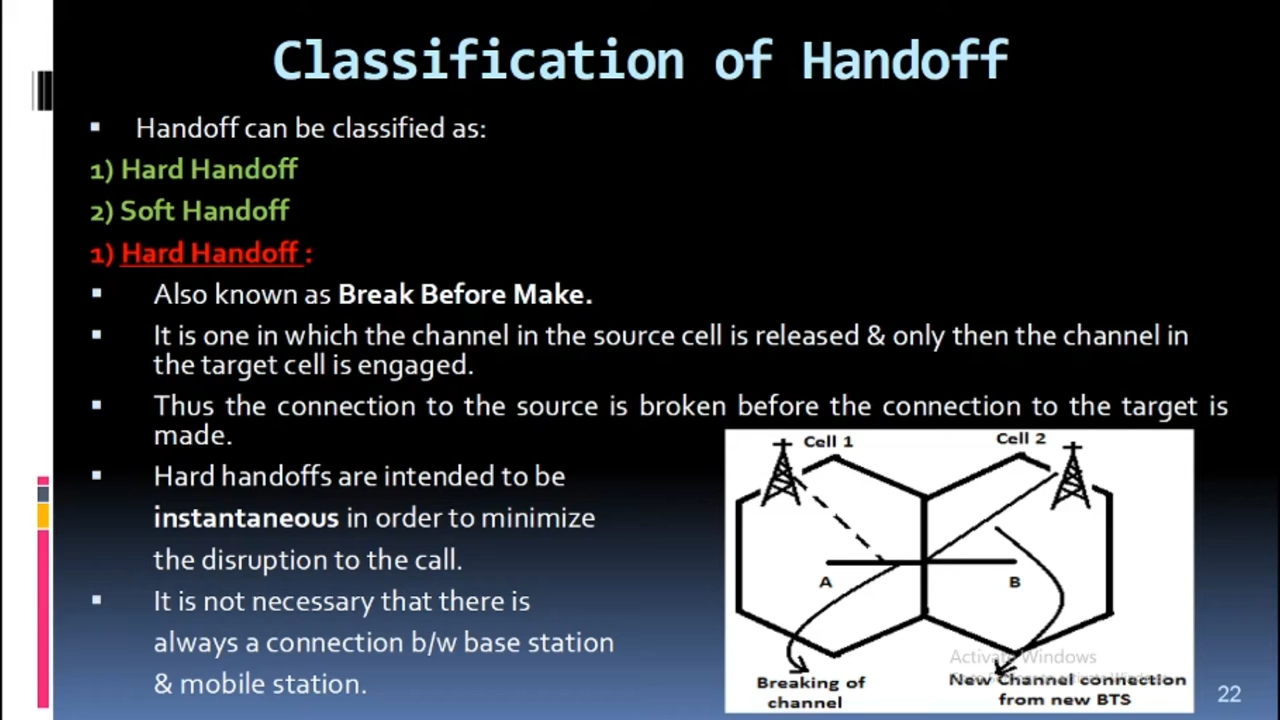 Classification of Handoff
Handoff can be classified as:
1) Hard Handoff
2) Soft Handoff
1) Hard Handoff :
Also known as Break Before Make.
It is one in which the channel in the source cell is released & only then the channel in
the target cell is engaged.
Thus the connection to the source is broken before the connection to the target is
made.
Hard handoffs are intended to be
instantaneous in order to minimize
the disruption to the call.
It is not necessary that there is
always a connection b/w base station
& mobile station.
Cell 1
Cell 2
A
B
Breaking of
channel
New Channel connection
from new BTS
Activate Windows
22